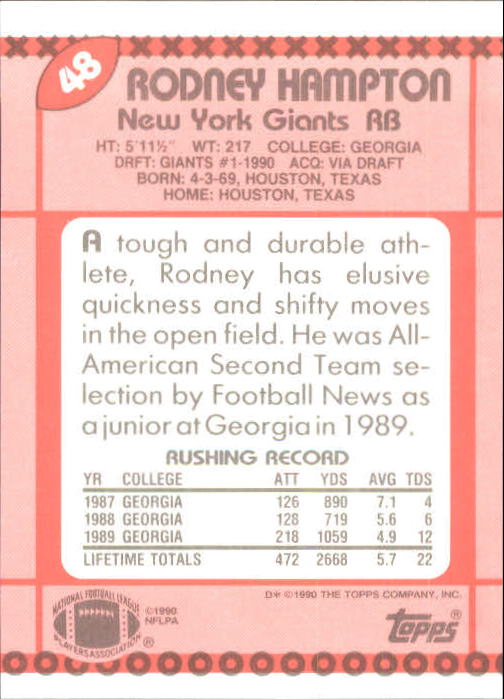 48
RODNEY HAMPTON
New York Giants RB
HT: 5'11½" WT: 217 COLLEGE: GEORGIA
DRFT: GIANTS #1-1990 ACQ: VIA DRAFT
BORN: 4-3-69, HOUSTON, TEXAS
HOME: HOUSTON, TEXAS
A tough and durable ath-
lete, Rodney has elusive
quickness and shifty moves
in the open field. He was All-
American Second Team se-
lection by Football News as
a junior at Georgia in 1989.
RUSHING RECORD
YR COLLEGE ATT YDS AVG TDS
1987 GEORGIA 126 890 7.1 4
1988 GEORGIA 128 719 5.6 6
1989 GEORGIA 218 1059 4.9 12
LIFETIME TOTALS 472 2668 5.7 22
NATIONAL FOOTBALL LEAGUE
PLAYERS ASSOCIATION ®
©1990
NFLPA
D* ©1990 THE TOPPS COMPANY, INC.
topps®